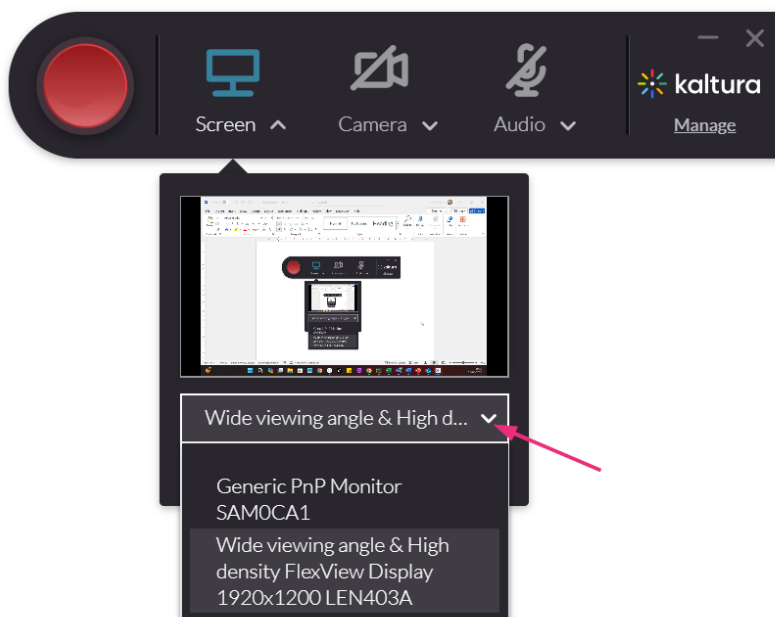 Screen
Camera
Audio
kaltura
Manage
Wide viewing angle & High d...
Generic PnP Monitor
SAM0CA1
Wide viewing angle & High
density FlexView Display
1920x1200 LEN403A